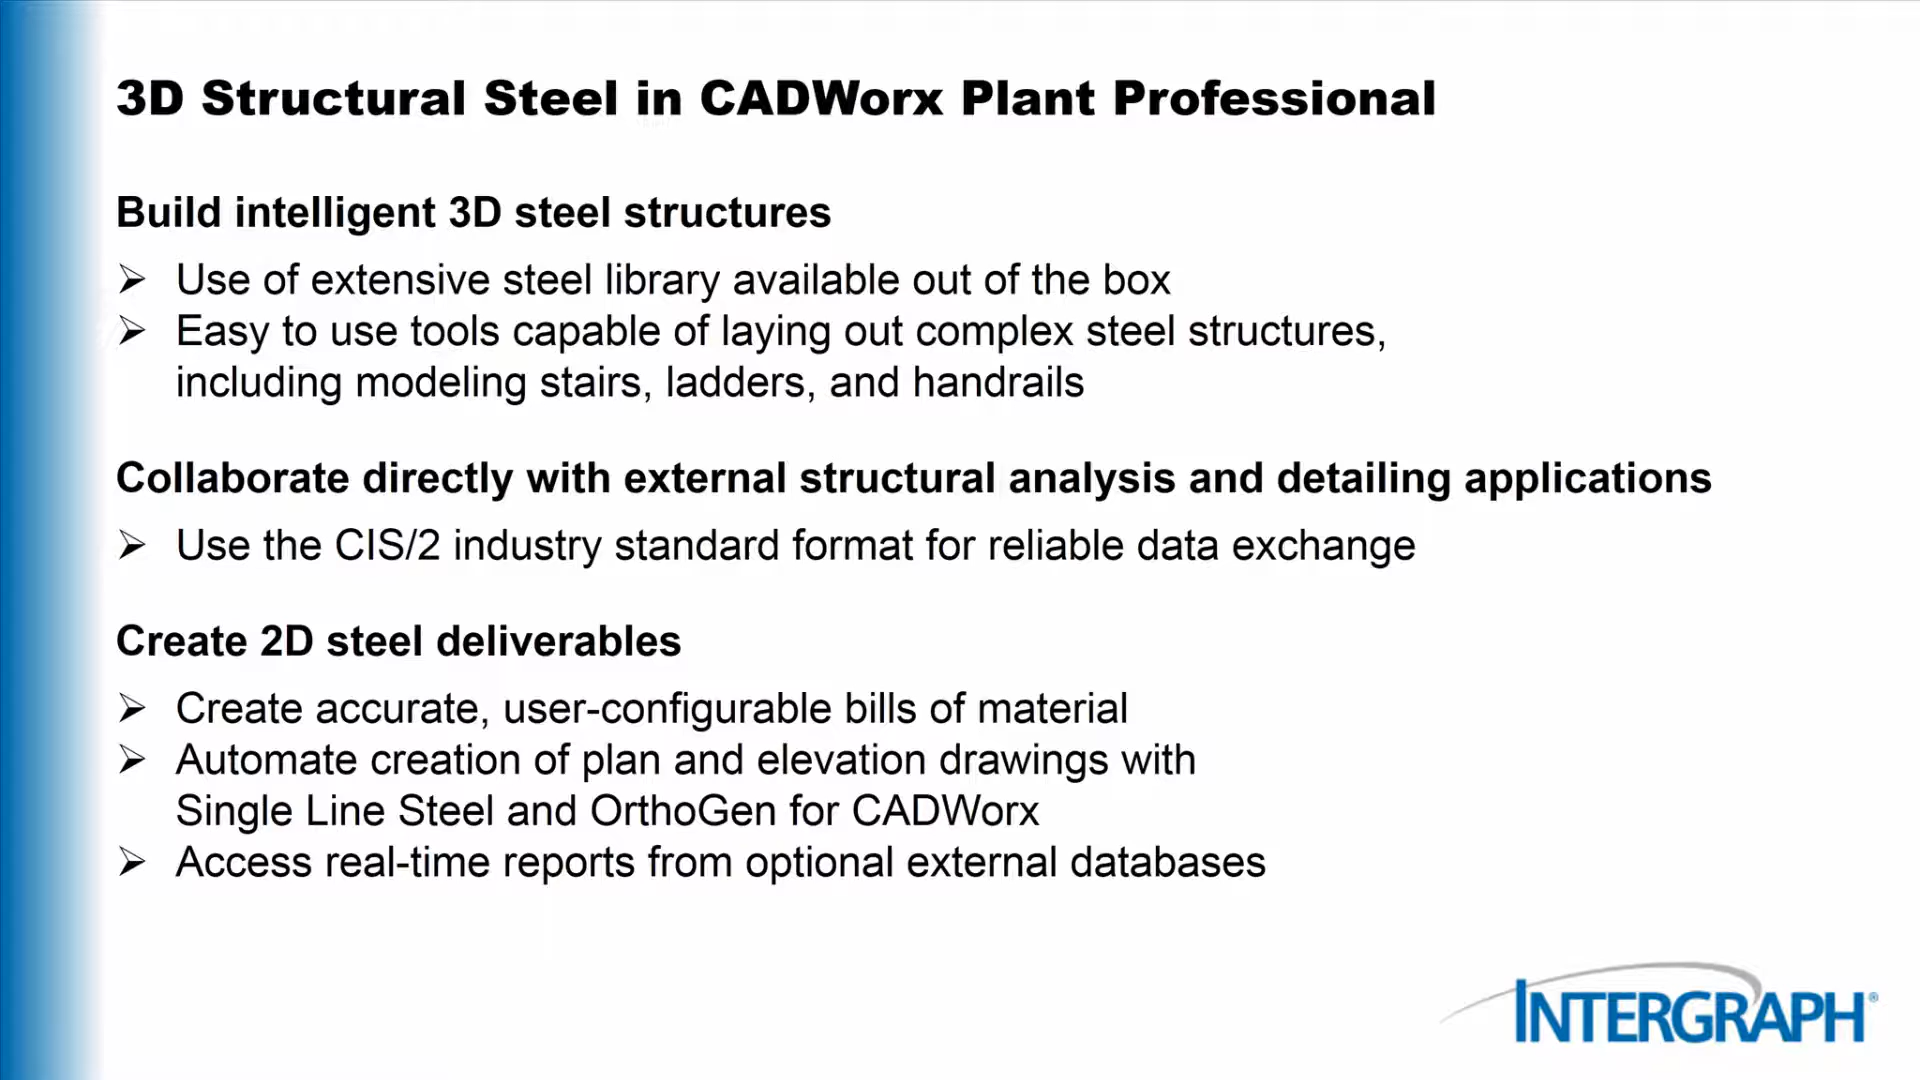 3D Structural Steel in CADWorx Plant Professional
Build intelligent 3D steel structures
➢ Use of extensive steel library available out of the box
➢ Easy to use tools capable of laying out complex steel structures,
including modeling stairs, ladders, and handrails
Collaborate directly with external structural analysis and detailing applications
➢ Use the CIS/2 industry standard format for reliable data exchange
Create 2D steel deliverables
➢ Create accurate, user-configurable bills of material
➢ Automate creation of plan and elevation drawings with
Single Line Steel and OrthoGen for CADWorx
➢ Access real-time reports from optional external databases
INTERGRAPH®